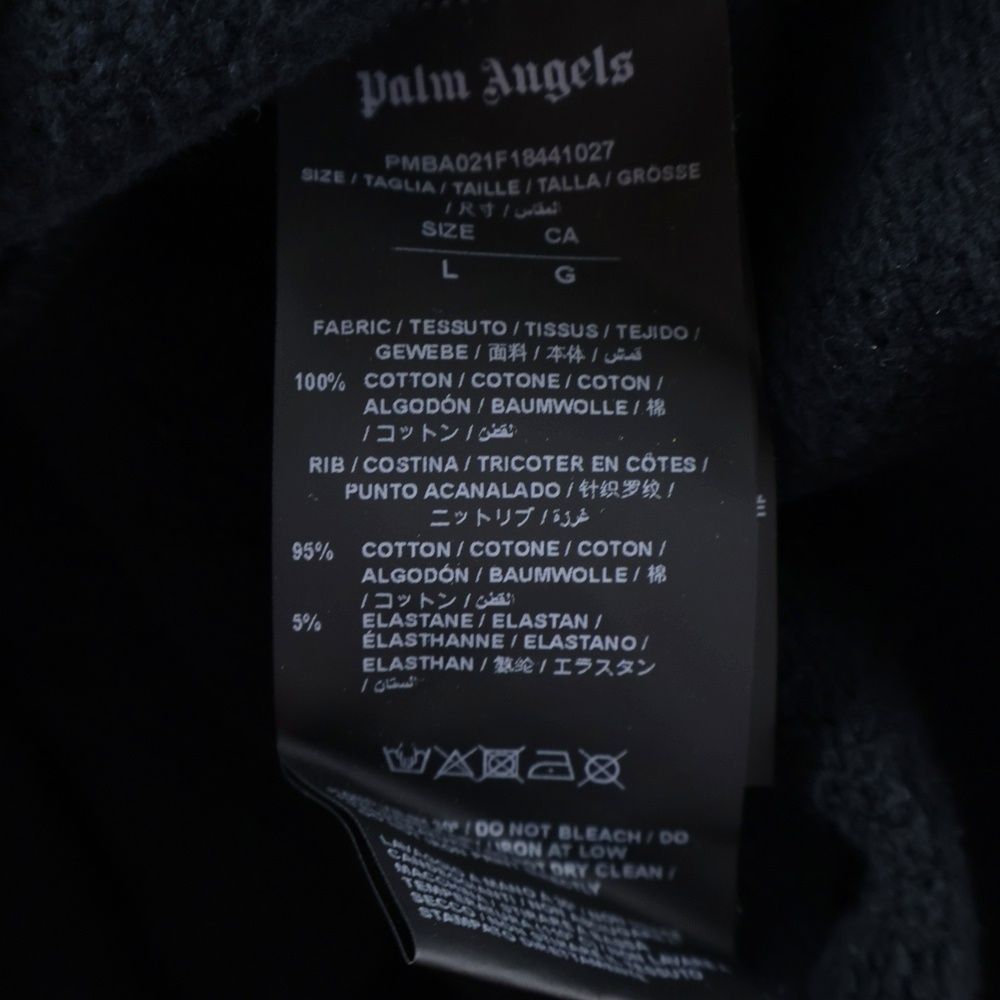 Palm Angels
PMBA021F18441027
SIZE / TAGLIA / TAILLE / TALLA / GRÖSSE
/ 尺寸 / المقاس
SIZE CA
L G
FABRIC / TESSUTO / TISSUS / TEJIDO /
GEWEBE / 面料 / 本体 / قماش
100% COTTON / COTONE / COTON /
ALGODÓN / BAUMWOLLE / 棉
/ コットン / القطن
RIB / COSTINA / TRICOTER EN CÔTES /
PUNTO ACANALADO / 针织罗纹 /
ニットリブ / غرزة
95% COTTON / COTONE / COTON /
ALGODÓN / BAUMWOLLE / 棉
/ コットン / القطن
5% ELASTANE / ELASTAN /
ÉLASTHANNE / ELASTANO /
ELASTHAN / 氨纶 / エラスタン
/ الستان
/ DO NOT BLEACH / DO
IRON AT LOW
DRY CLEAN /
LAVAGGIO